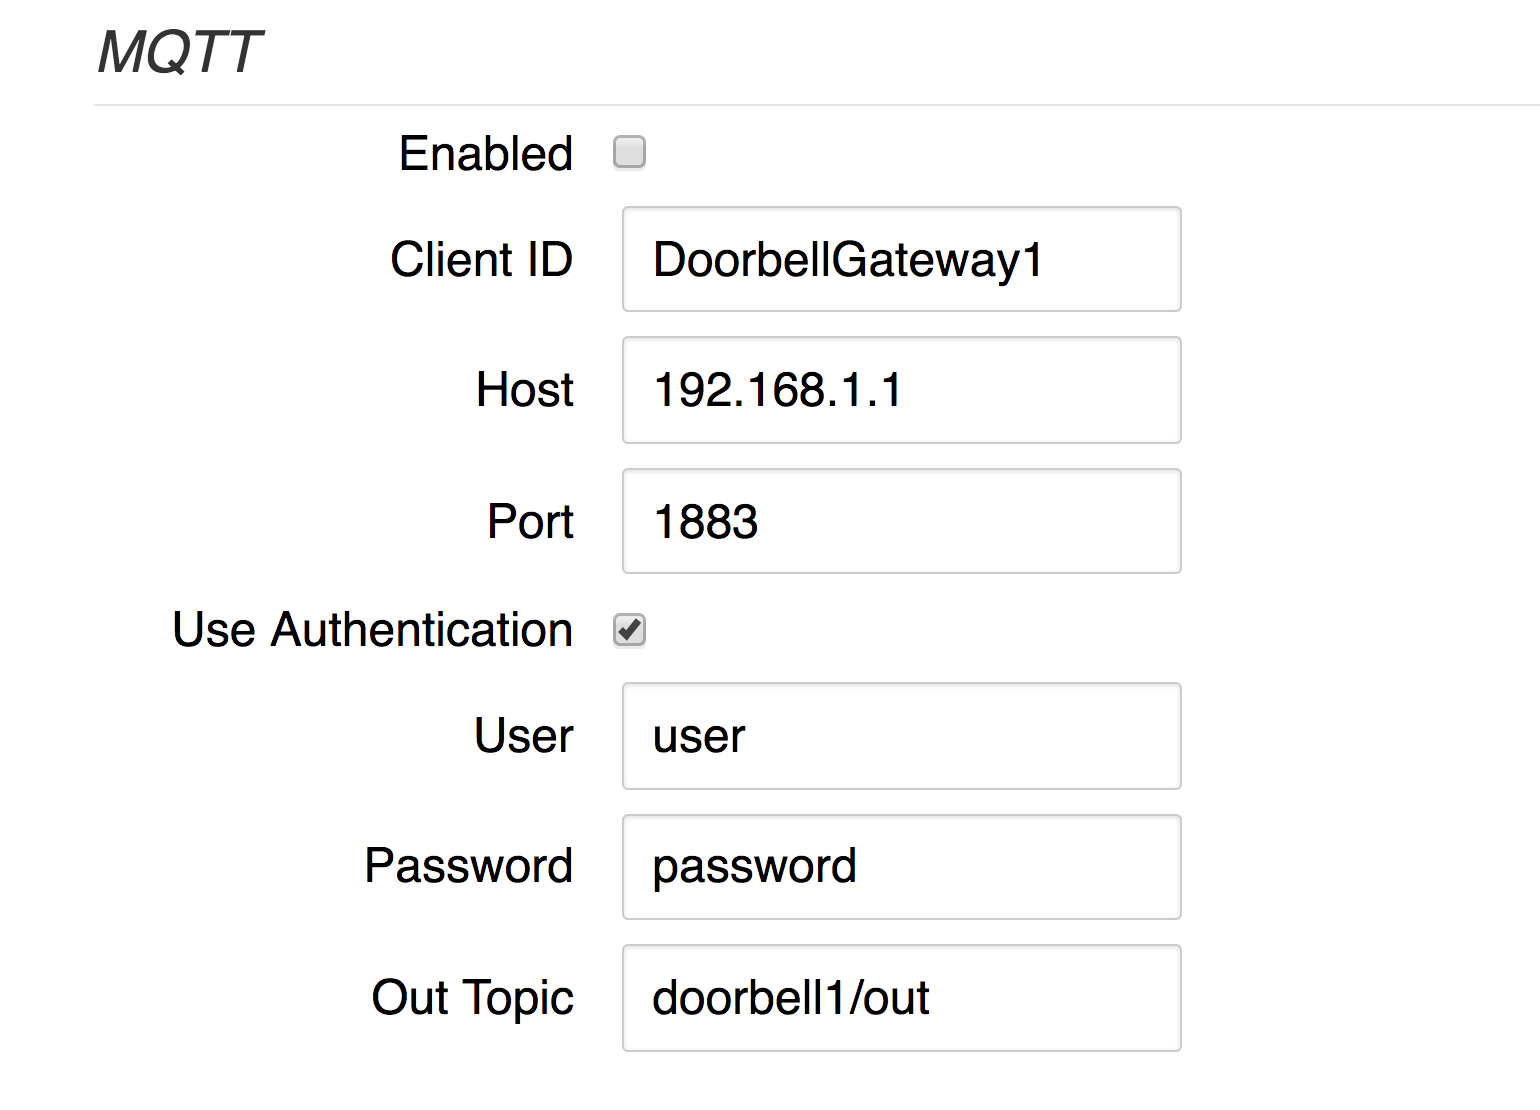 MQTT
Enabled
Client ID DoorbellGateway1
Host 192.168.1.1
Port 1883
Use Authentication
User user
Password password
Out Topic doorbell1/out